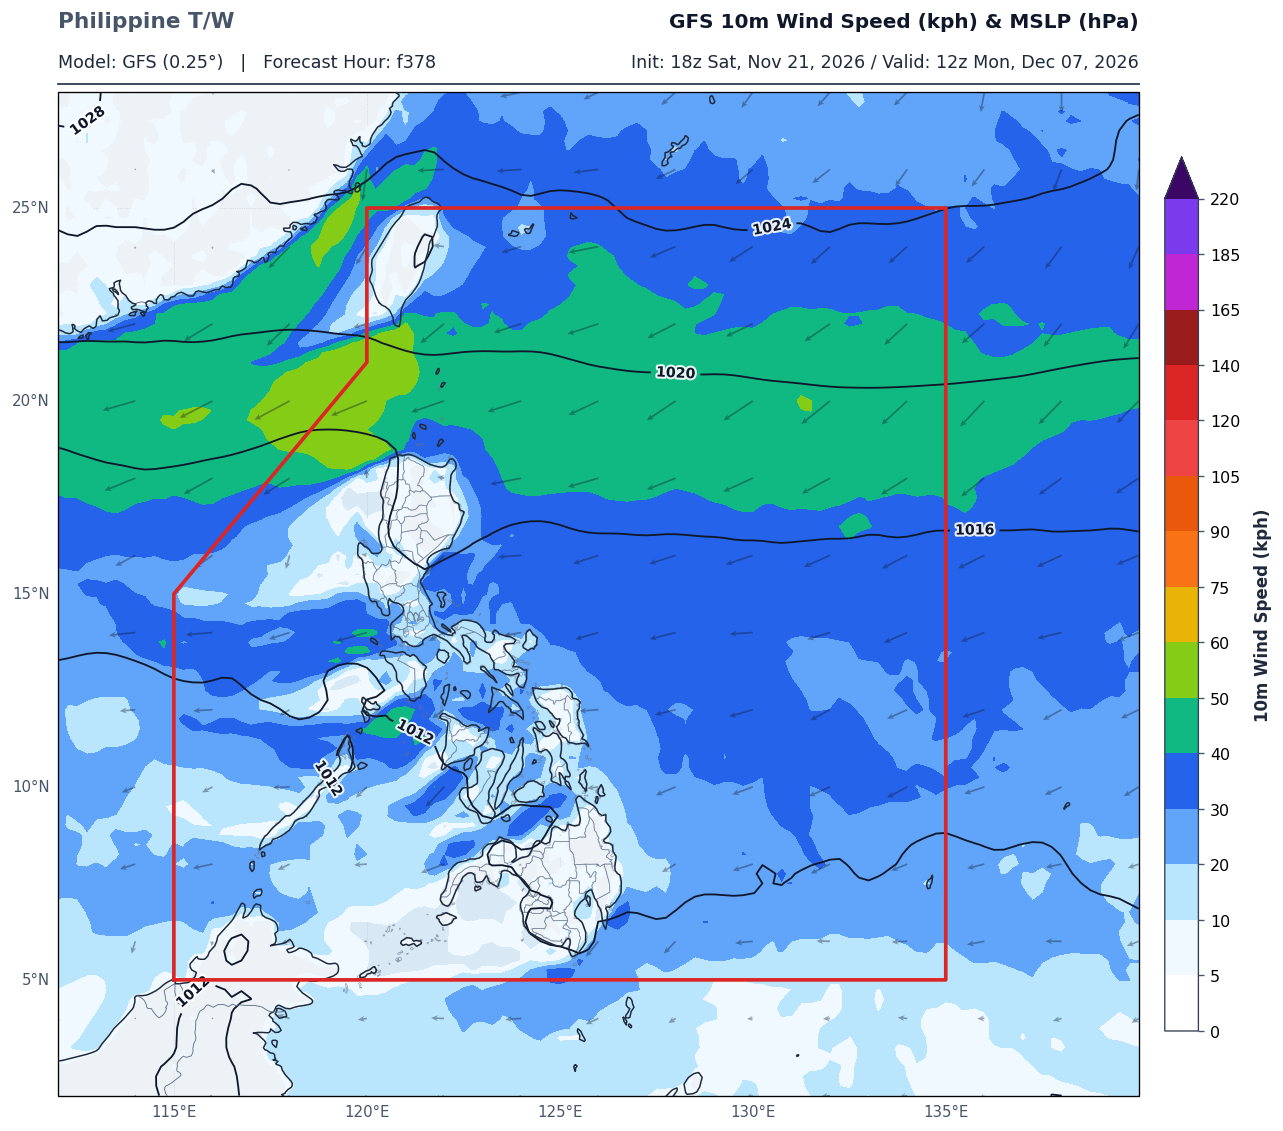 Philippine T/W
GFS 10m Wind Speed (kph) & MSLP (hPa)
Model: GFS (0.25°) | Forecast Hour: f378
Init: 18z Sat, Nov 21, 2026 / Valid: 12z Mon, Dec 07, 2026
1028
1024
1020
1016
1012
1012
1012
25°N
20°N
15°N
10°N
5°N
115°E
120°E
125°E
130°E
135°E
220
185
165
140
120
105
90
75
60
50
40
30
20
10
5
0
10m Wind Speed (kph)